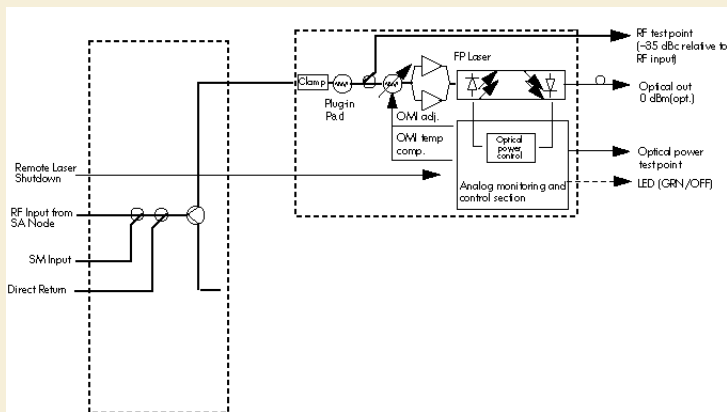 RF test point
(–35 dBc relative to
RF input)
Clamp
FP Laser
Plug-in
Pad
Optical out
0 dBm(opt.)
OMI adj.
OMI temp
comp.
Optical
power
control
Optical power
test point
Remote Laser
Shutdown
Analog monitoring and
control section
LED (GRN/OFF)
RF Input from
SA Node
SM Input
Direct Return